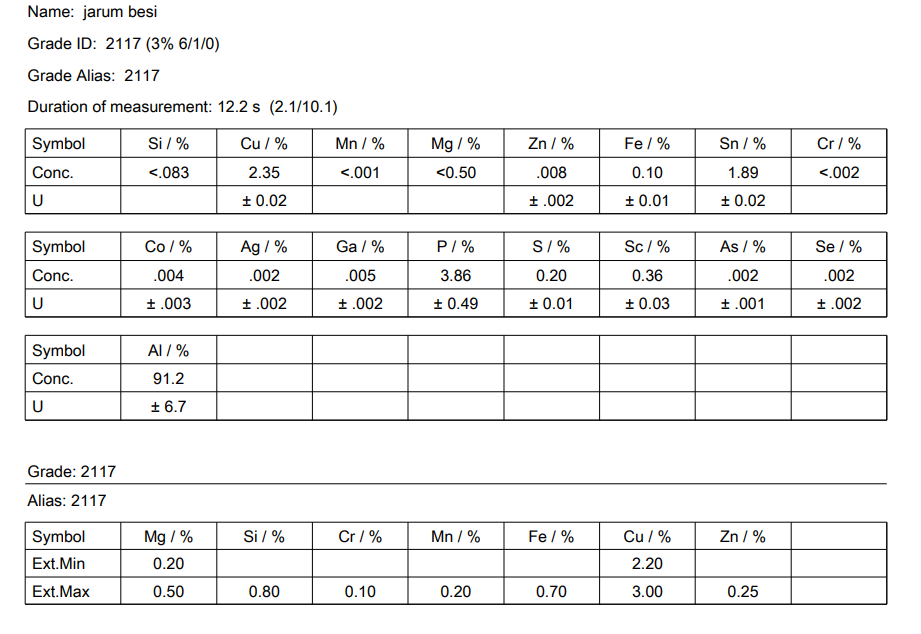 Name: jarum besi
Grade ID: 2117 (3% 6/1/0)
Grade Alias: 2117
Duration of measurement: 12.2 s (2.1/10.1)
Symbol Si / % Cu / % Mn / % Mg / % Zn / % Fe / % Sn / % Cr / %
Conc. <.083 2.35 <.001 <0.50 .008 0.10 1.89 <.002
U ± 0.02 ± .002 ± 0.01 ± 0.02
Symbol Co / % Ag / % Ga / % P / % S / % Sc / % As / % Se / %
Conc. .004 .002 .005 3.86 0.20 0.36 .002 .002
U ± .003 ± .002 ± .002 ± 0.49 ± 0.01 ± 0.03 ± .001 ± .002
Symbol Al / %
Conc. 91.2
U ± 6.7
Grade: 2117
Alias: 2117
Symbol Mg / % Si / % Cr / % Mn / % Fe / % Cu / % Zn / %
Ext.Min 0.20 2.20
Ext.Max 0.50 0.80 0.10 0.20 0.70 3.00 0.25